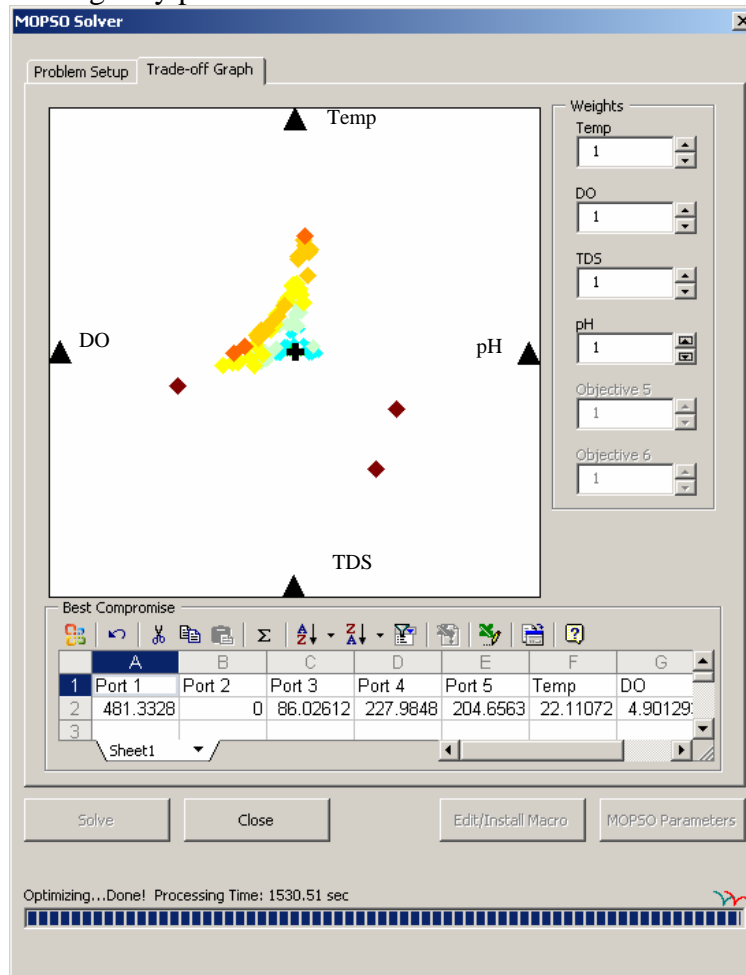 MOPSO Solver
Problem Setup
Trade-off Graph
Temp
DO
pH
TDS
Weights
Temp
1
DO
1
TDS
1
pH
1
Objective 5
1
Objective 6
1
Best Compromise
A B C D E F G
1 Port 1 Port 2 Port 3 Port 4 Port 5 Temp DO
2 481.3328 0 86.02612 227.9848 204.6563 22.11072 4.90129
3
Sheet1
Solve
Close
Edit/Install Macro
MOPSO Parameters
Optimizing...Done! Processing Time: 1530.51 sec